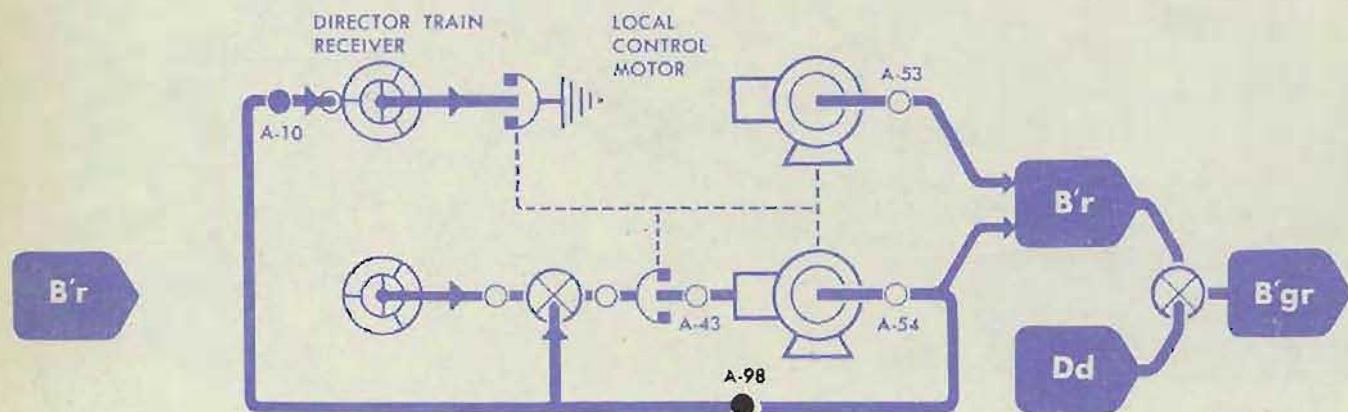 DIRECTOR TRAIN
RECEIVER
LOCAL
CONTROL
MOTOR
A-53
A-10
B'r
B'r
A-43
A-54
B'gr
Dd
A-98